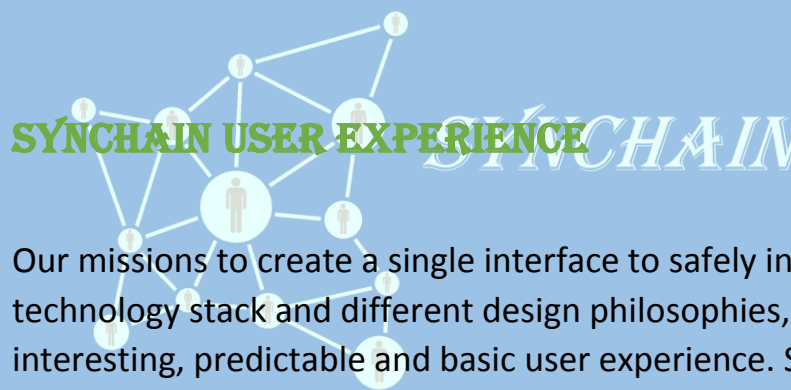 SYNCHAIN USER EXPERIENCE
SYNCHAIN
Our missions to create a single interface to safely in
technology stack and different design philosophies,
interesting, predictable and basic user experience. S